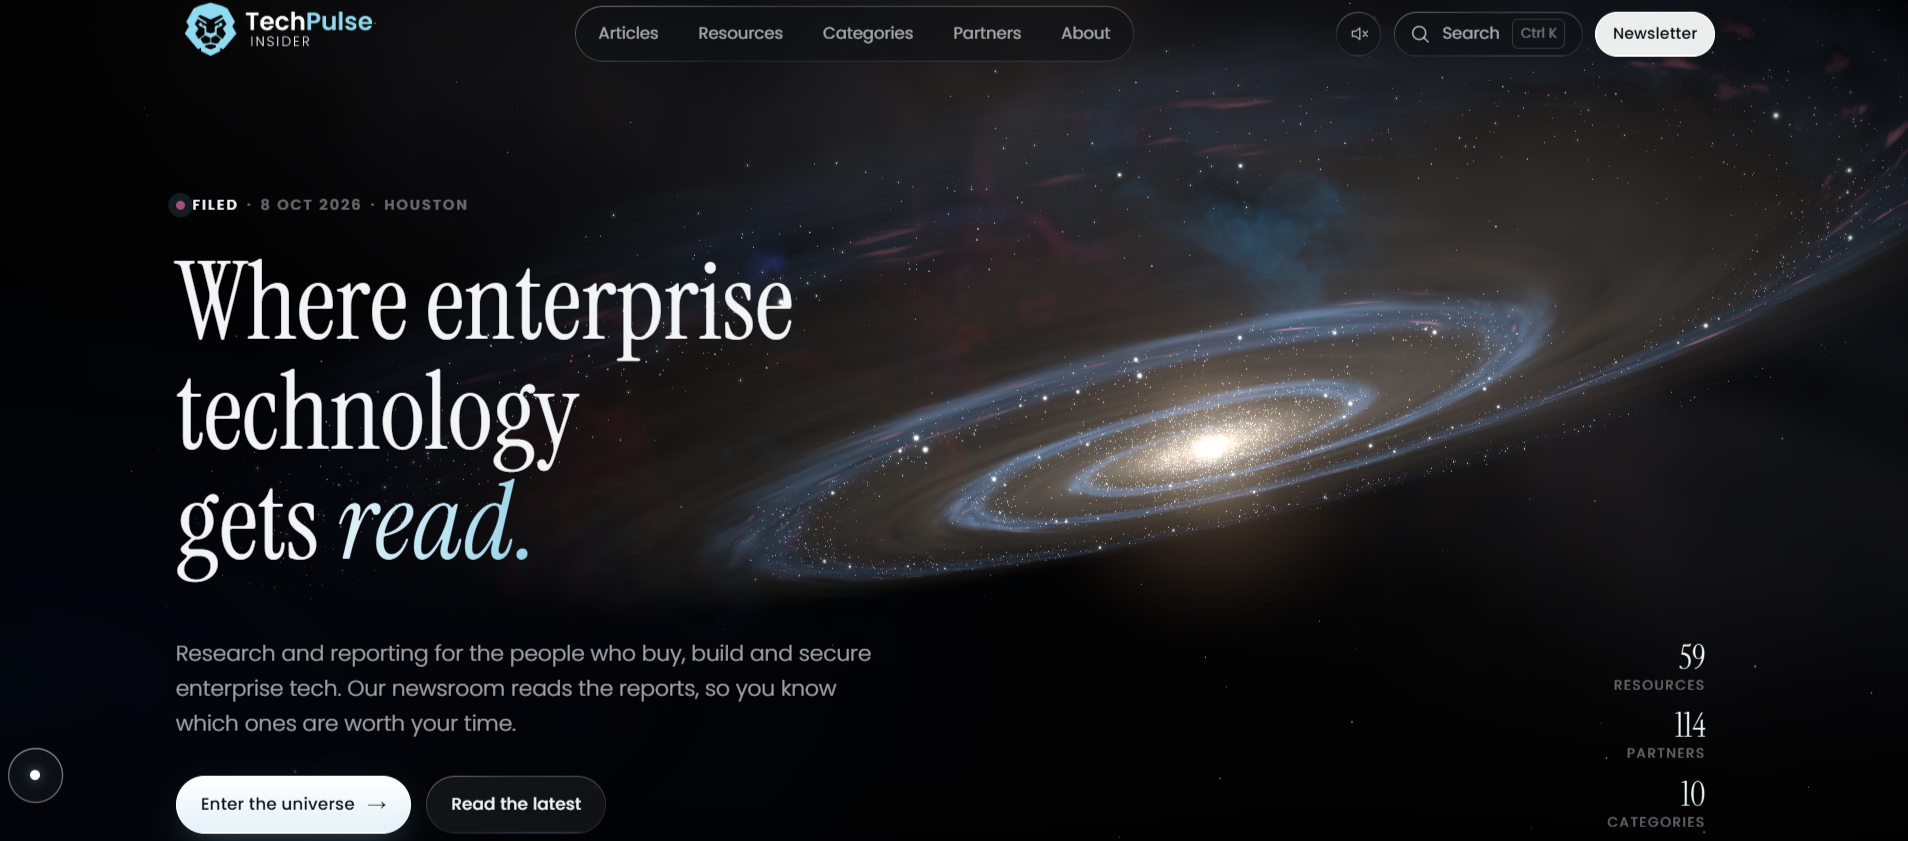 TechPulse
INSIDER
Articles
Resources
Categories
Partners
About
Search
Ctrl K
Newsletter
FILED · 8 OCT 2026 · HOUSTON
Where enterprise
technology
gets read.
Research and reporting for the people who buy, build and secure
enterprise tech. Our newsroom reads the reports, so you know
which ones are worth your time.
Enter the universe →
Read the latest
59
RESOURCES
114
PARTNERS
10
CATEGORIES